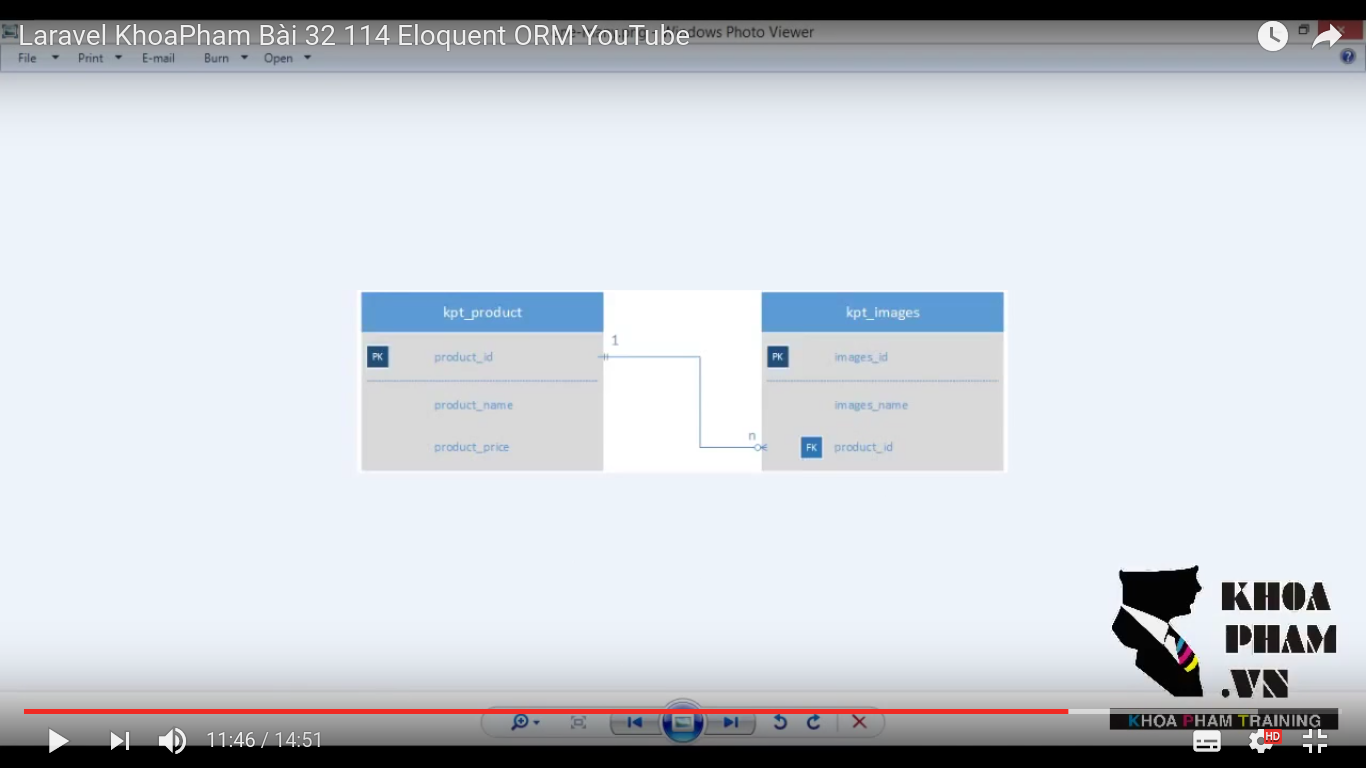 Laravel KhoaPham Bài 32 114 Eloquent ORM YouTube
Windows Photo Viewer
File Print E-mail Burn Open
kpt_product
PK product_id
product_name
product_price
1
n
kpt_images
PK images_id
images_name
FK product_id
KHOA
PHAM
.VN
KHOA PHAM TRAINING
11:46 / 14:51
HD